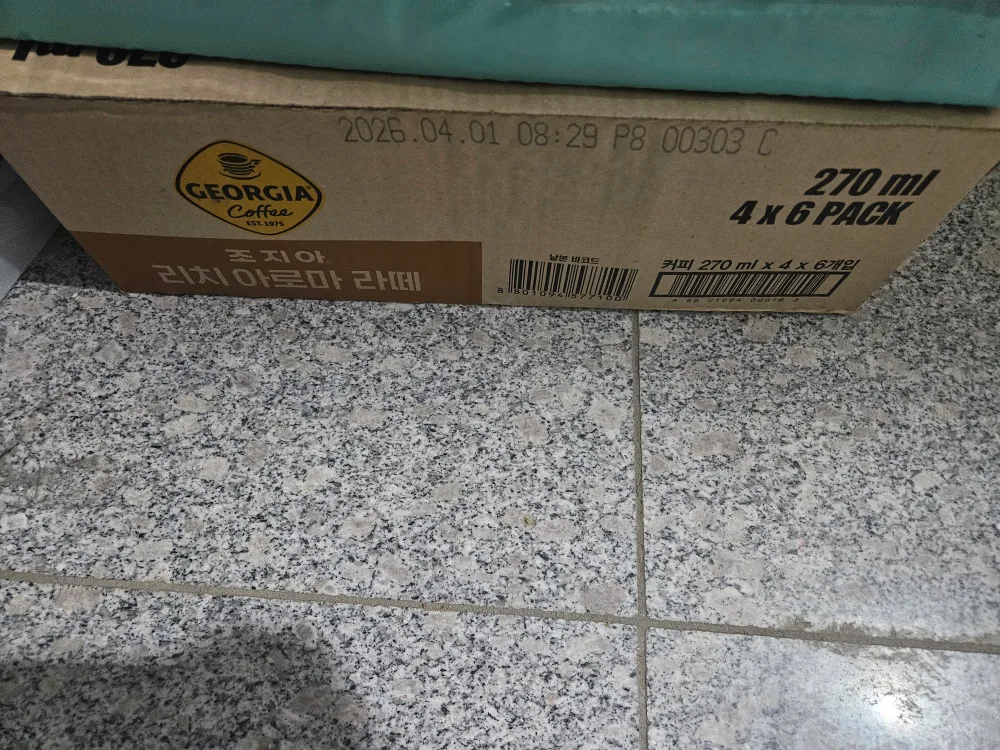 2026.04.01 08:29 P8 00303 C
GEORGIA
Coffee
EST.1975
270 ml
4 x 6 PACK
조지아
리치 아로마 라떼
낱본 바코드
커피 270 ml x 4 x 6개입